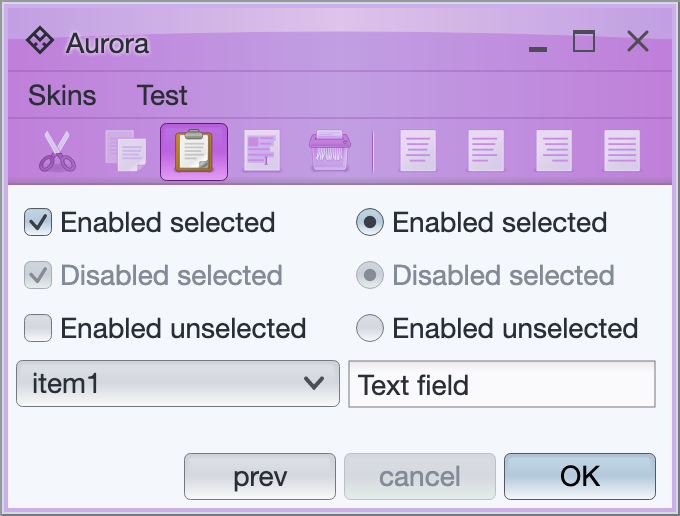 Aurora
Skins Test
Enabled selected Enabled selected
Disabled selected Disabled selected
Enabled unselected Enabled unselected
item1 Text field
prev cancel OK